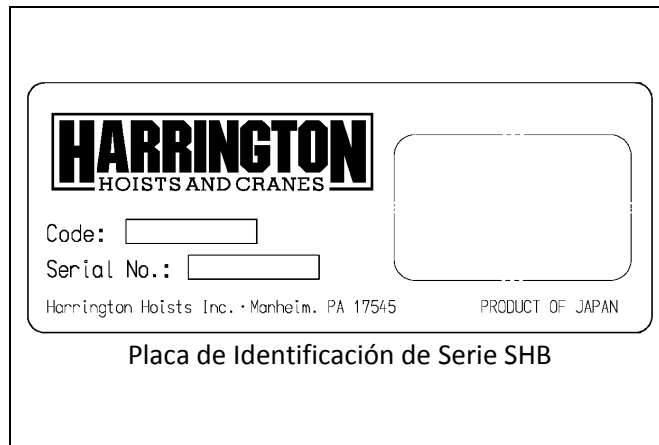 HARRINGTON
HOISTS AND CRANES
Code:
Serial No.:
Harrington Hoists Inc. · Manheim. PA 17545 PRODUCT OF JAPAN
Placa de Identificación de Serie SHB